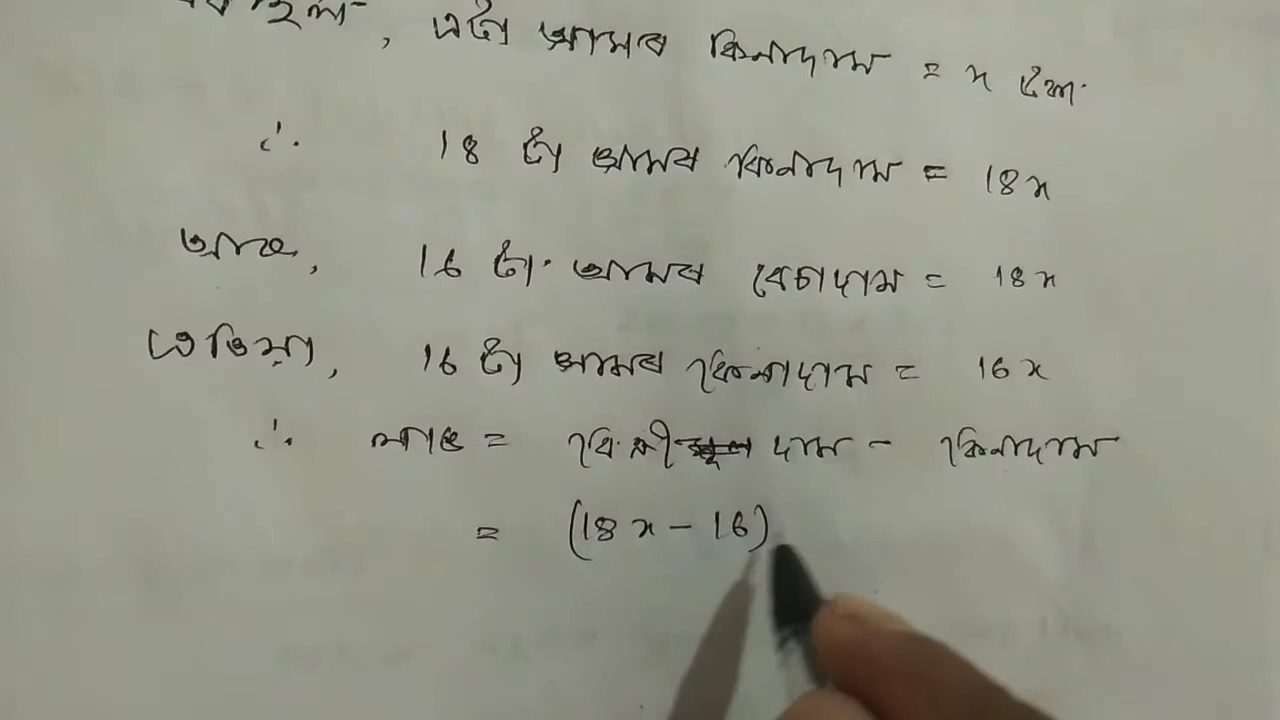 , এটা আমৰ কিনাদাম = x টকা.
∴ 18 টা আমৰ কিনাদাম = 18x
আকৌ, 16 টা. আমৰ বেচাদাম = 18x
তেতিয়া, 16 টা আমৰ কিনাদাম = 16x
∴ লাভ = বিক্ৰী দাম - কিনাদাম
= (18x - 16)